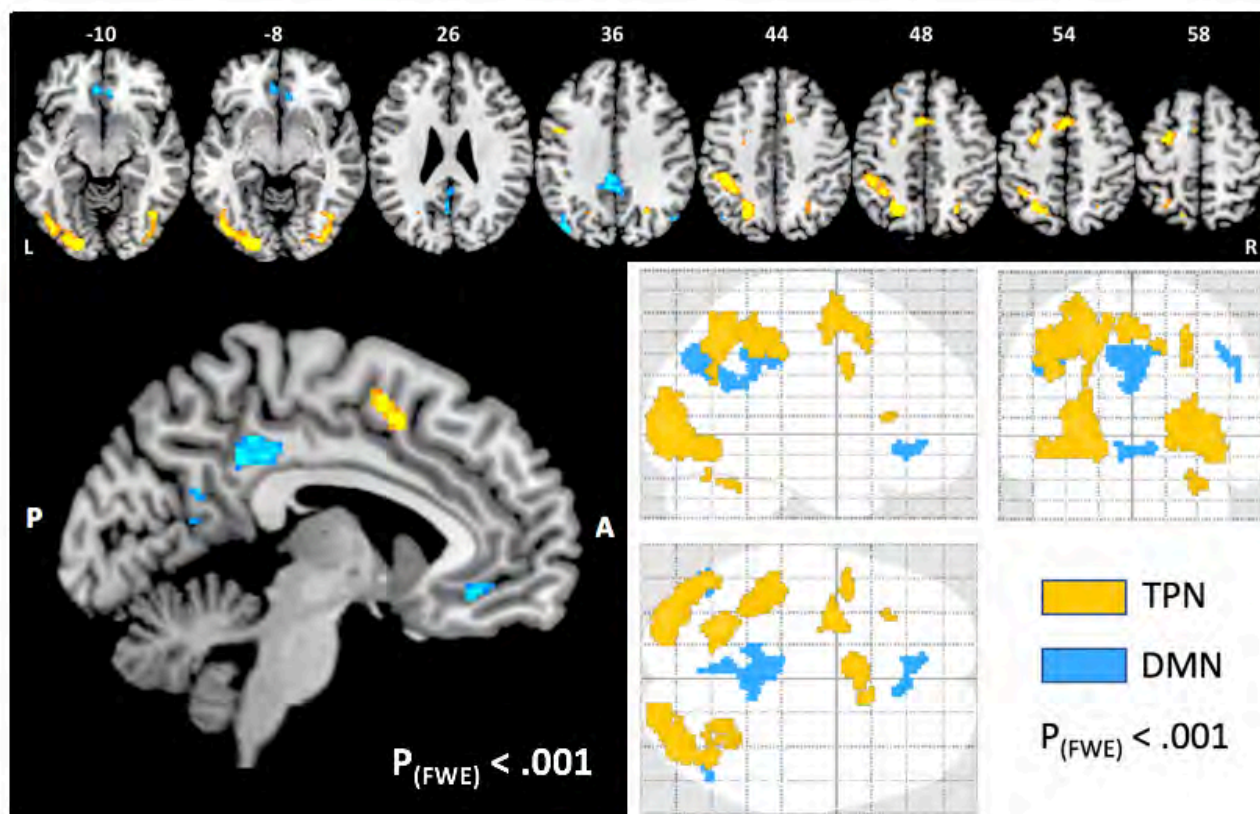 -10 -8 26 36 44 48 54 58
L R
P A
P(FWE) < .001
TPN
DMN
P(FWE) < .001